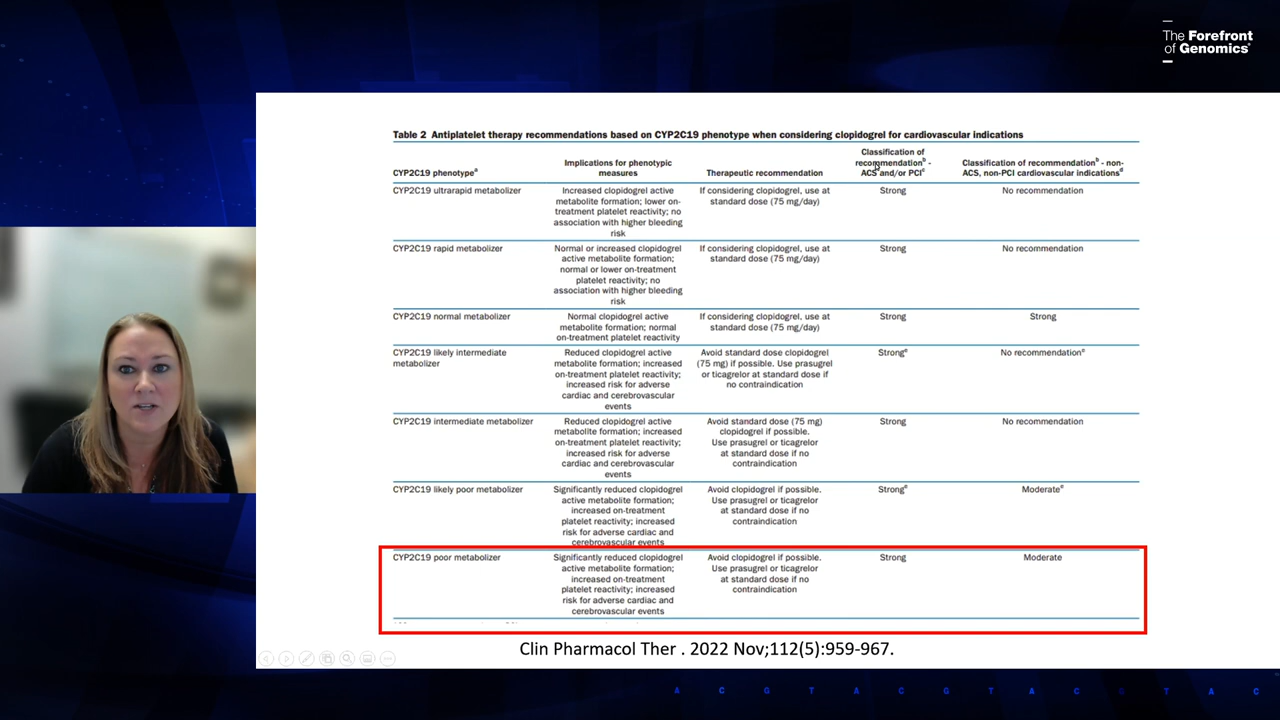 The Forefront
of Genomics®
Table 2 Antiplatelet therapy recommendations based on CYP2C19 phenotype when considering clopidogrel for cardiovascular indications
CYP2C19 phenotypeᵃ
Implications for phenotypic
measures
Therapeutic recommendation
Classification of
recommendationᵇ -
ACS and/or PCIᶜ
Classification of recommendationᵇ - non-
ACS, non-PCI cardiovascular indicationsᵈ
CYP2C19 ultrarapid metabolizer
Increased clopidogrel active
metabolite formation; lower on-
treatment platelet reactivity; no
association with higher bleeding
risk
If considering clopidogrel, use at
standard dose (75 mg/day)
Strong
No recommendation
CYP2C19 rapid metabolizer
Normal or increased clopidogrel
active metabolite formation;
normal or lower on-treatment
platelet reactivity; no
association with higher bleeding
risk
If considering clopidogrel, use at
standard dose (75 mg/day)
Strong
No recommendation
CYP2C19 normal metabolizer
Normal clopidogrel active
metabolite formation; normal
on-treatment platelet reactivity
If considering clopidogrel, use at
standard dose (75 mg/day)
Strong
Strong
CYP2C19 likely intermediate
metabolizer
Reduced clopidogrel active
metabolite formation; increased
on-treatment platelet reactivity;
increased risk for adverse
cardiac and cerebrovascular
events
Avoid standard dose clopidogrel
(75 mg) if possible. Use prasugrel
or ticagrelor at standard dose if
no contraindication
Strongᵉ
No recommendationᵉ
CYP2C19 intermediate metabolizer
Reduced clopidogrel active
metabolite formation; increased
on-treatment platelet reactivity;
increased risk for adverse
cardiac and cerebrovascular
events
Avoid standard dose (75 mg)
clopidogrel if possible.
Use prasugrel or ticagrelor
at standard dose if no
contraindication
Strong
No recommendation
CYP2C19 likely poor metabolizer
Significantly reduced clopidogrel
active metabolite formation;
increased on-treatment
platelet reactivity; increased
risk for adverse cardiac and
cerebrovascular events
Avoid clopidogrel if possible.
Use prasugrel or ticagrelor
at standard dose if no
contraindication
Strongᵉ
Moderateᵉ
CYP2C19 poor metabolizer
Significantly reduced clopidogrel
active metabolite formation;
increased on-treatment
platelet reactivity; increased
risk for adverse cardiac and
cerebrovascular events
Avoid clopidogrel if possible.
Use prasugrel or ticagrelor
at standard dose if no
contraindication
Strong
Moderate
Clin Pharmacol Ther . 2022 Nov;112(5):959-967.
A C G T A C G T A C G T A C